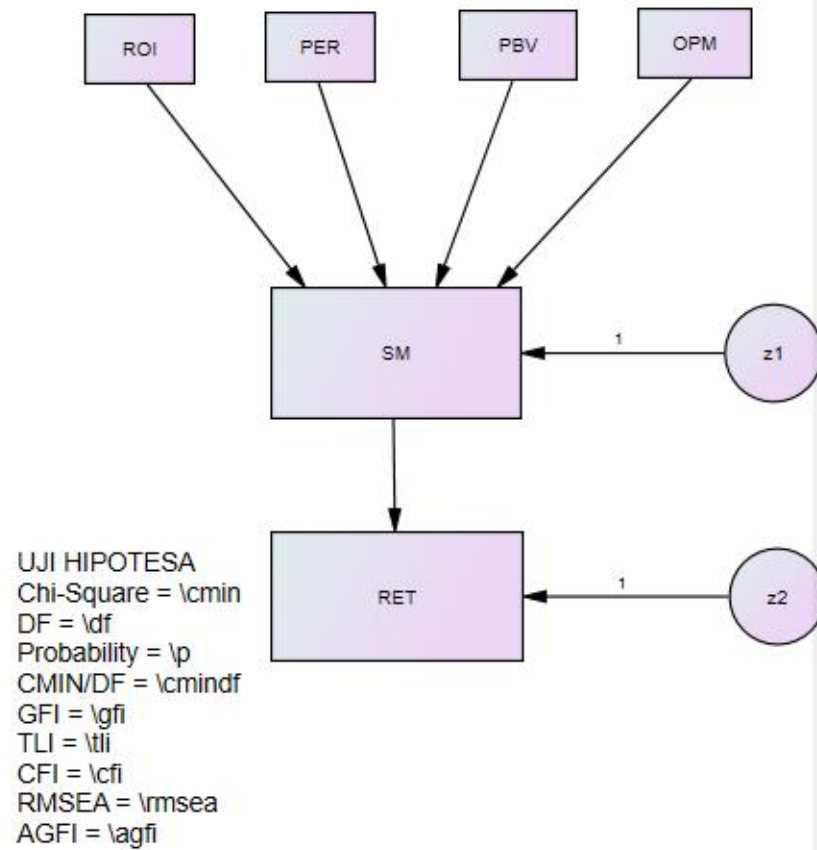 ROI
PER
PBV
OPM
SM
1
z1
RET
1
z2
UJI HIPOTESA
Chi-Square = \cmin
DF = \df
Probability = \p
CMIN/DF = \cmindf
GFI = \gfi
TLI = \tli
CFI = \cfi
RMSEA = \rmsea
AGFI = \agfi